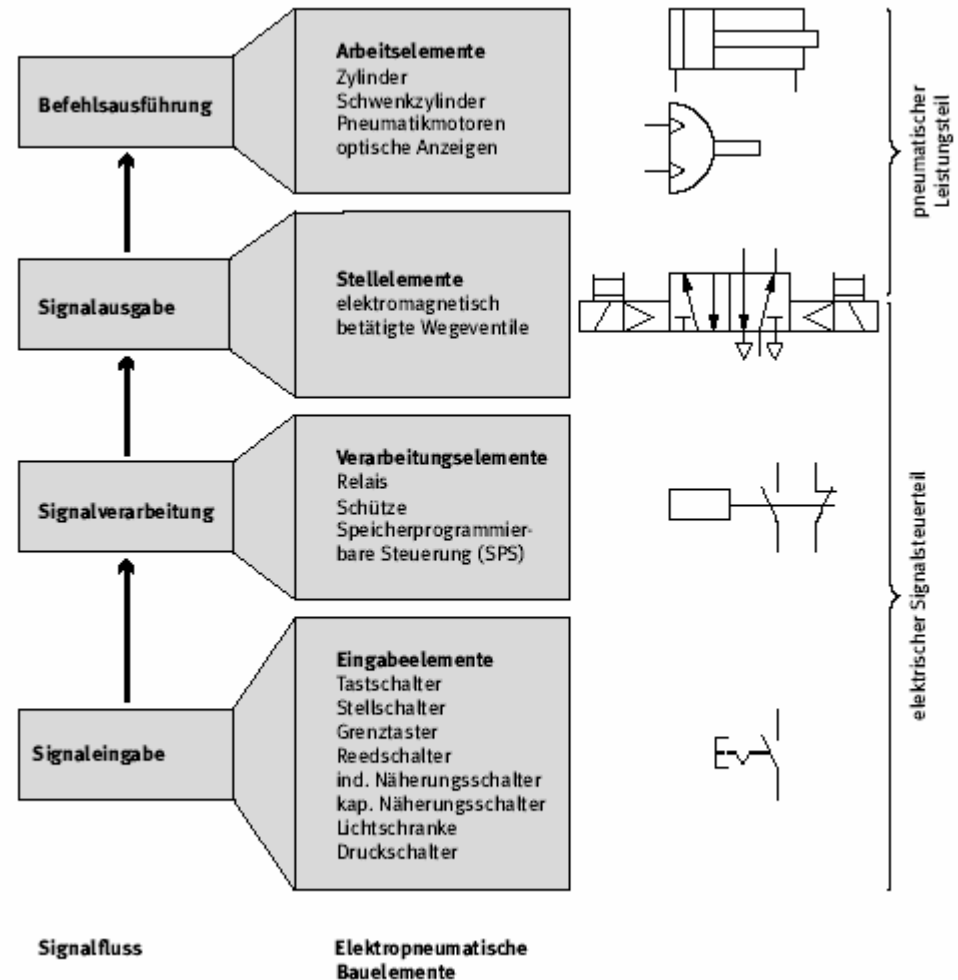 Befehlsausführung
Arbeitselemente
Zylinder
Schwenkzylinder
Pneumatikmotoren
optische Anzeigen
pneumatischer
Leistungsteil
Signalausgabe
Stellelemente
elektromagnetisch
betätigte Wegeventile
Signalverarbeitung
Verarbeitungselemente
Relais
Schütze
Speicherprogrammier-
bare Steuerung (SPS)
elektrischer Signalsteuerteil
Signaleingabe
Eingabeelemente
Tastschalter
Stellschalter
Grenztaster
Reedschalter
ind. Näherungsschalter
kap. Näherungsschalter
Lichtschranke
Druckschalter
Signalfluss
Elektropneumatische
Bauelemente